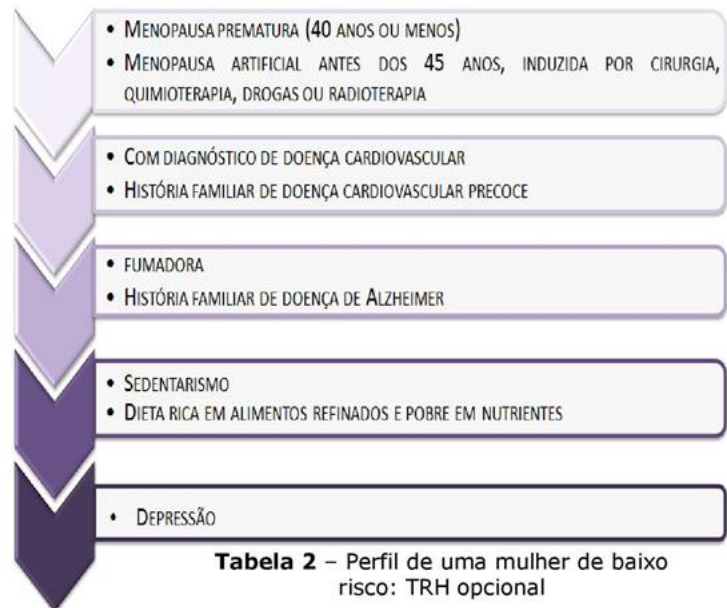 • MENOPAUSA PREMATURA (40 ANOS OU MENOS)
• MENOPAUSA ARTIFICIAL ANTES DOS 45 ANOS, INDUZIDA POR CIRURGIA,
QUIMIOTERAPIA, DROGAS OU RADIOTERAPIA
• COM DIAGNÓSTICO DE DOENÇA CARDIOVASCULAR
• HISTÓRIA FAMILIAR DE DOENÇA CARDIOVASCULAR PRECOCE
• FUMADORA
• HISTÓRIA FAMILIAR DE DOENÇA DE ALZHEIMER
• SEDENTARISMO
• DIETA RICA EM ALIMENTOS REFINADOS E POBRE EM NUTRIENTES
• DEPRESSÃO
Tabela 2 – Perfil de uma mulher de baixo
risco: TRH opcional